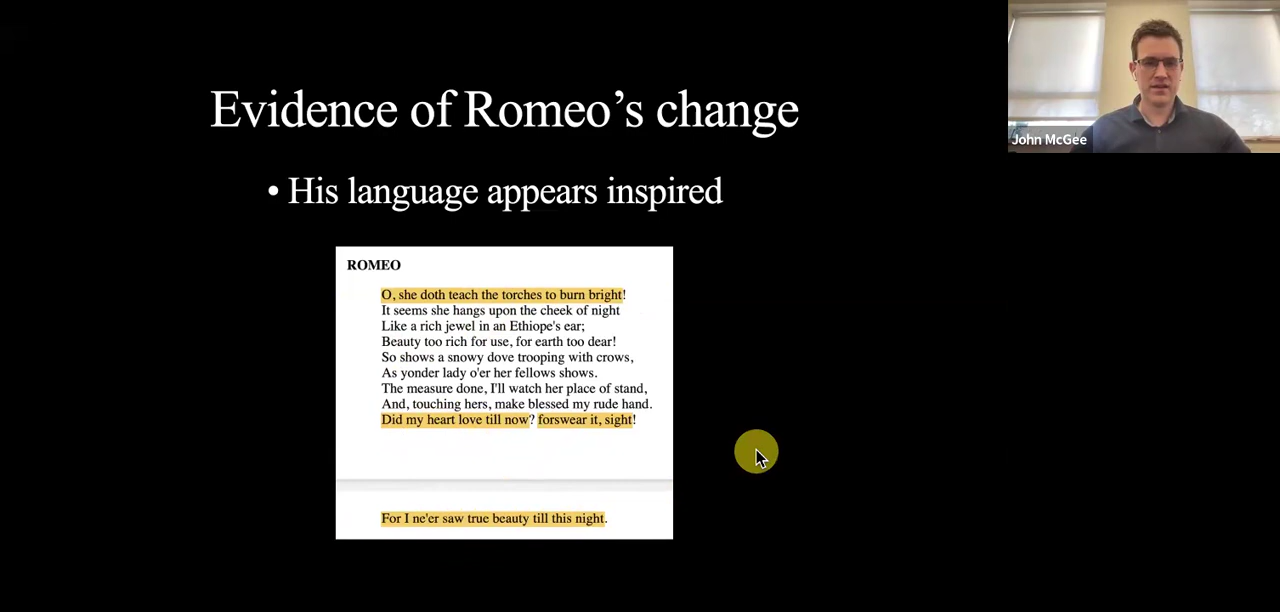 Evidence of Romeo’s change
• His language appears inspired
ROMEO
O, she doth teach the torches to burn bright!
It seems she hangs upon the cheek of night
Like a rich jewel in an Ethiope's ear;
Beauty too rich for use, for earth too dear!
So shows a snowy dove trooping with crows,
As yonder lady o'er her fellows shows.
The measure done, I'll watch her place of stand,
And, touching hers, make blessed my rude hand.
Did my heart love till now? forswear it, sight!
For I ne'er saw true beauty till this night.
John McGee